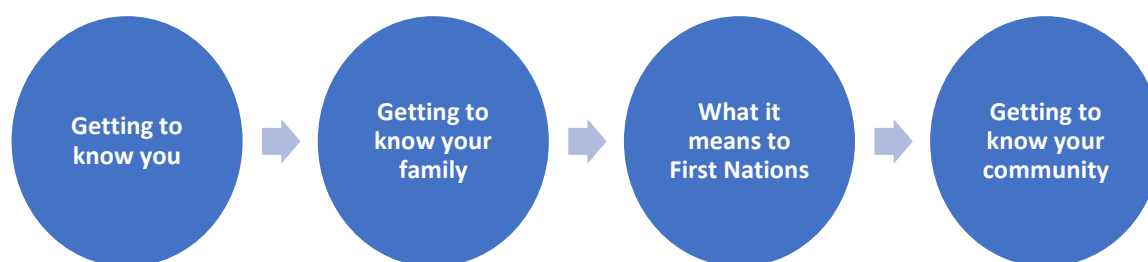 Getting to
know you
Getting to
know your
family
What it
means to
First Nations
Getting to
know your
community